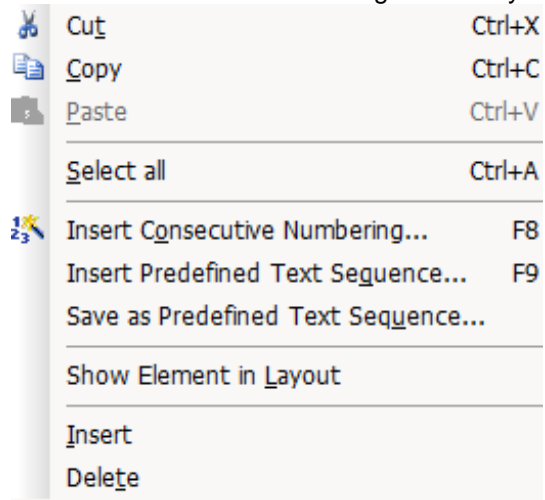 Cut Ctrl+X
Copy Ctrl+C
Paste Ctrl+V
Select all Ctrl+A
Insert Consecutive Numbering... F8
Insert Predefined Text Sequence... F9
Save as Predefined Text Sequence...
Show Element in Layout
Insert
Delete